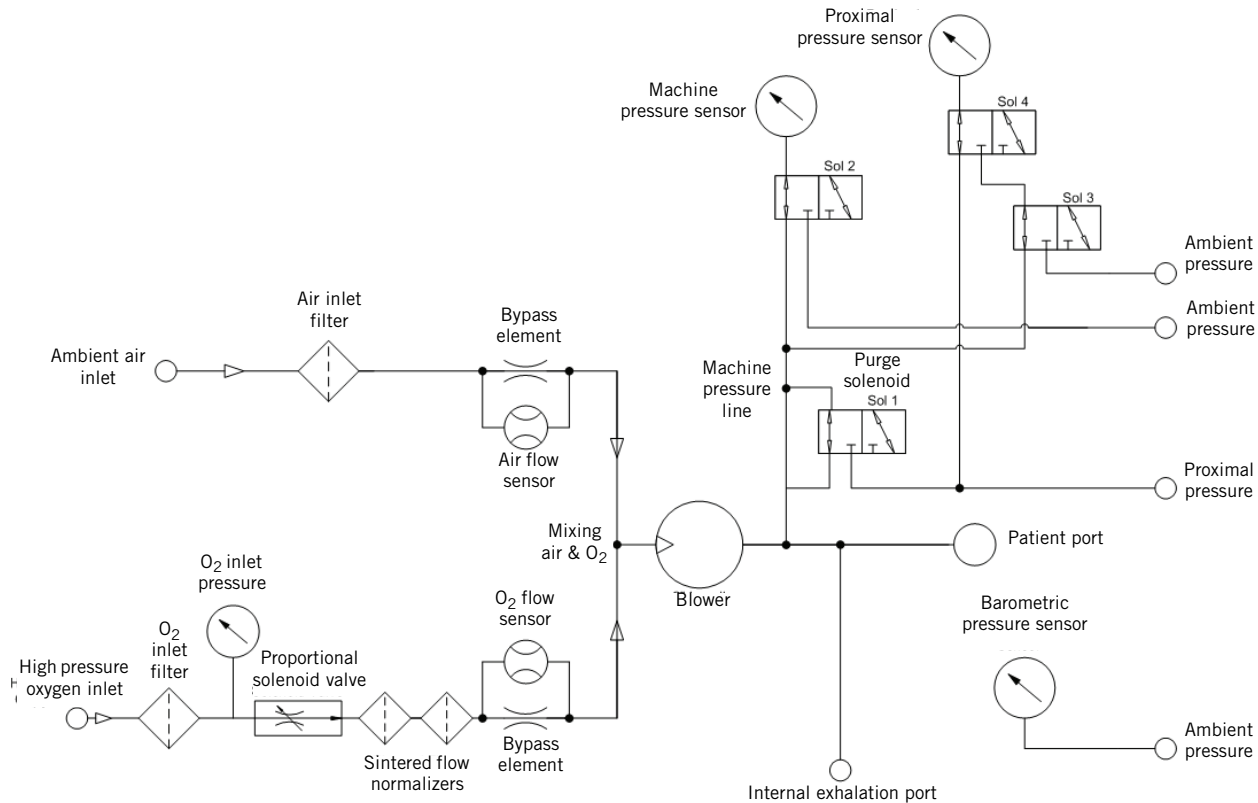 Proximal
pressure sensor
Machine
pressure sensor
Sol 4
Sol 2
Sol 3
Ambient
pressure
Air inlet
filter
Bypass
element
Ambient
pressure
Ambient air
inlet
Machine
pressure
line
Purge
solenoid
Sol 1
Air flow
sensor
Proximal
pressure
Mixing
air & O2
Patient port
O2 inlet
pressure
O2 flow
sensor
Blower
Barometric
pressure sensor
O2
inlet
filter
High pressure
oxygen inlet
Proportional
solenoid valve
Sintered flow
normalizers
Bypass
element
Ambient
pressure
Internal exhalation port